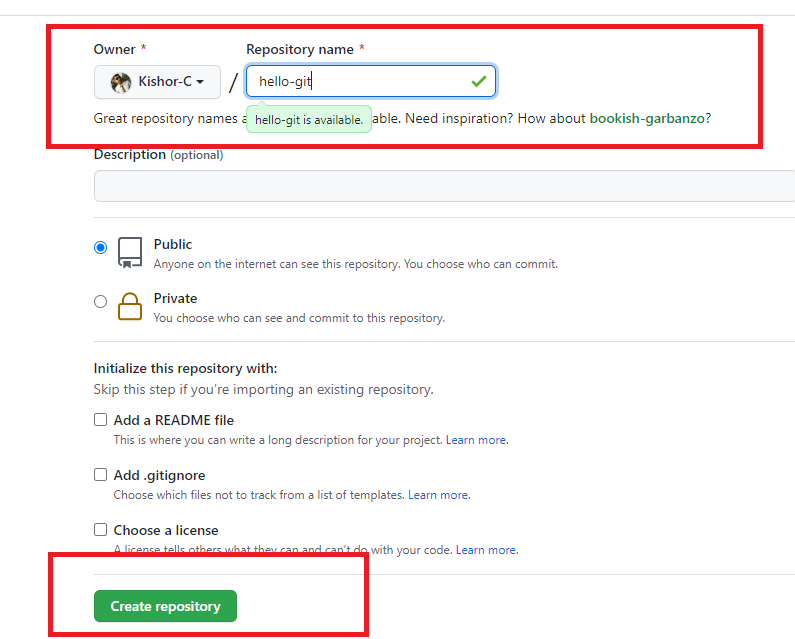 Owner * Repository name *
Kishor-C / hello-git
Great repository names a able. Need inspiration? How about bookish-garbanzo?
hello-git is available.
Description (optional)
Public
Anyone on the internet can see this repository. You choose who can commit.
Private
You choose who can see and commit to this repository.
Initialize this repository with:
Skip this step if you're importing an existing repository.
Add a README file
This is where you can write a long description for your project. Learn more.
Add .gitignore
Choose which files not to track from a list of templates. Learn more.
Choose a license
A license tells others what they can and can't do with your code. Learn more.
Create repository